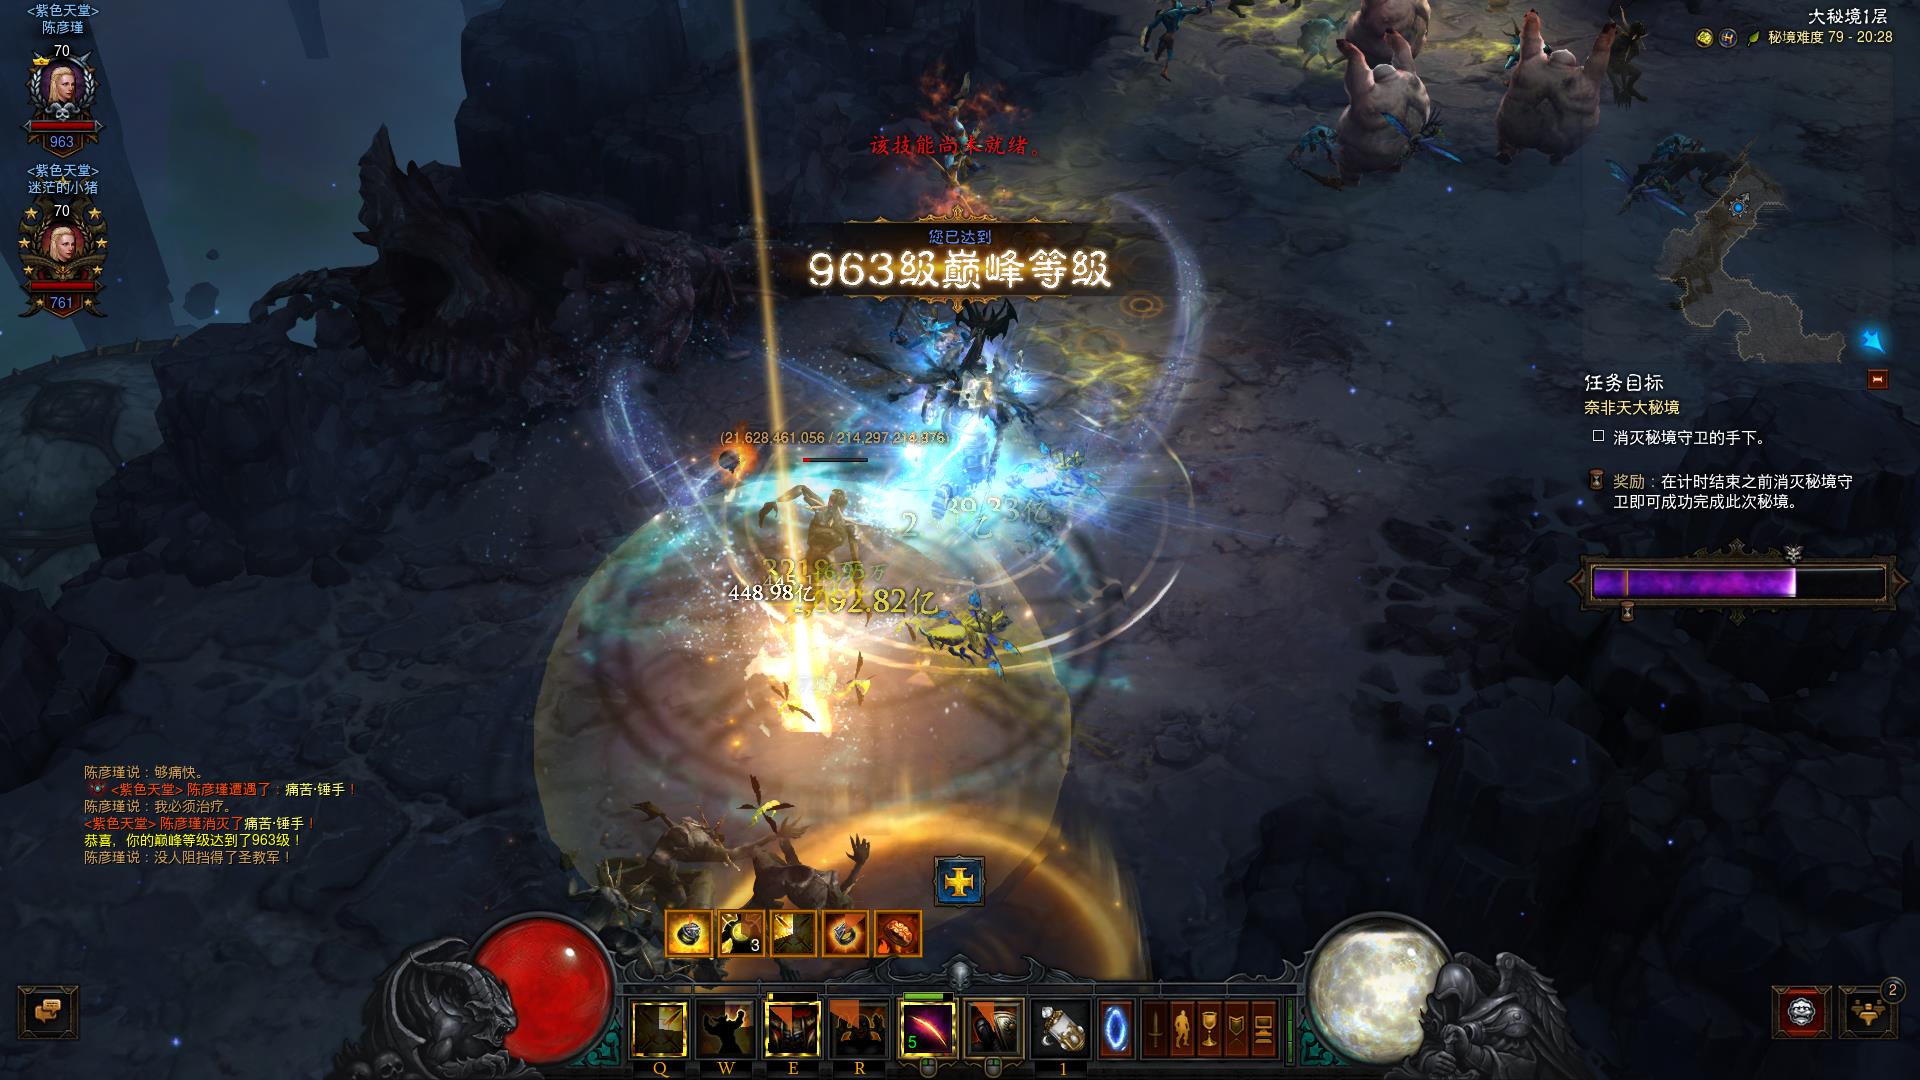 <紫色天堂>
陈彦瑾
70
963
<紫色天堂>
迷茫的小猪
70
761
大秘境1层
秘境难度 79 - 20:28
该技能尚未就绪。
您已达到
963级巅峰等级
任务目标
奈非天大秘境
消灭秘境守卫的手下。
奖励：在计时结束之前消灭秘境守
卫即可成功完成此次秘境。
(21,628,461,056 / 214,297,214,976)
448.98亿
陈彦瑾说：够痛快。
<紫色天堂> 陈彦瑾遭遇了：痛苦·锤手！
陈彦瑾说：我必须治疗。
<紫色天堂> 陈彦瑾消灭了痛苦·锤手！
恭喜，你的巅峰等级达到了963级！
陈彦瑾说：没人阻挡得了圣教军！
3
5
Q
W
E
R
1
2